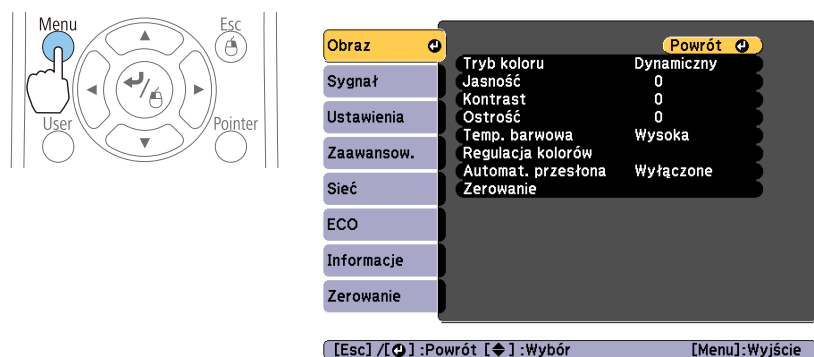 Menu
Esc
User
Pointer
Obraz
Sygnał
Ustawienia
Zaawansow.
Sieć
ECO
Informacje
Zerowanie
Powrót
Tryb koloru Dynamiczny
Jasność 0
Kontrast 0
Ostrość 0
Temp. barwowa Wysoka
Regulacja kolorów
Automat. przesłona Wyłączone
Zerowanie
[Esc] /[⏎] :Powrót [◆] :Wybór [Menu]:Wyjście